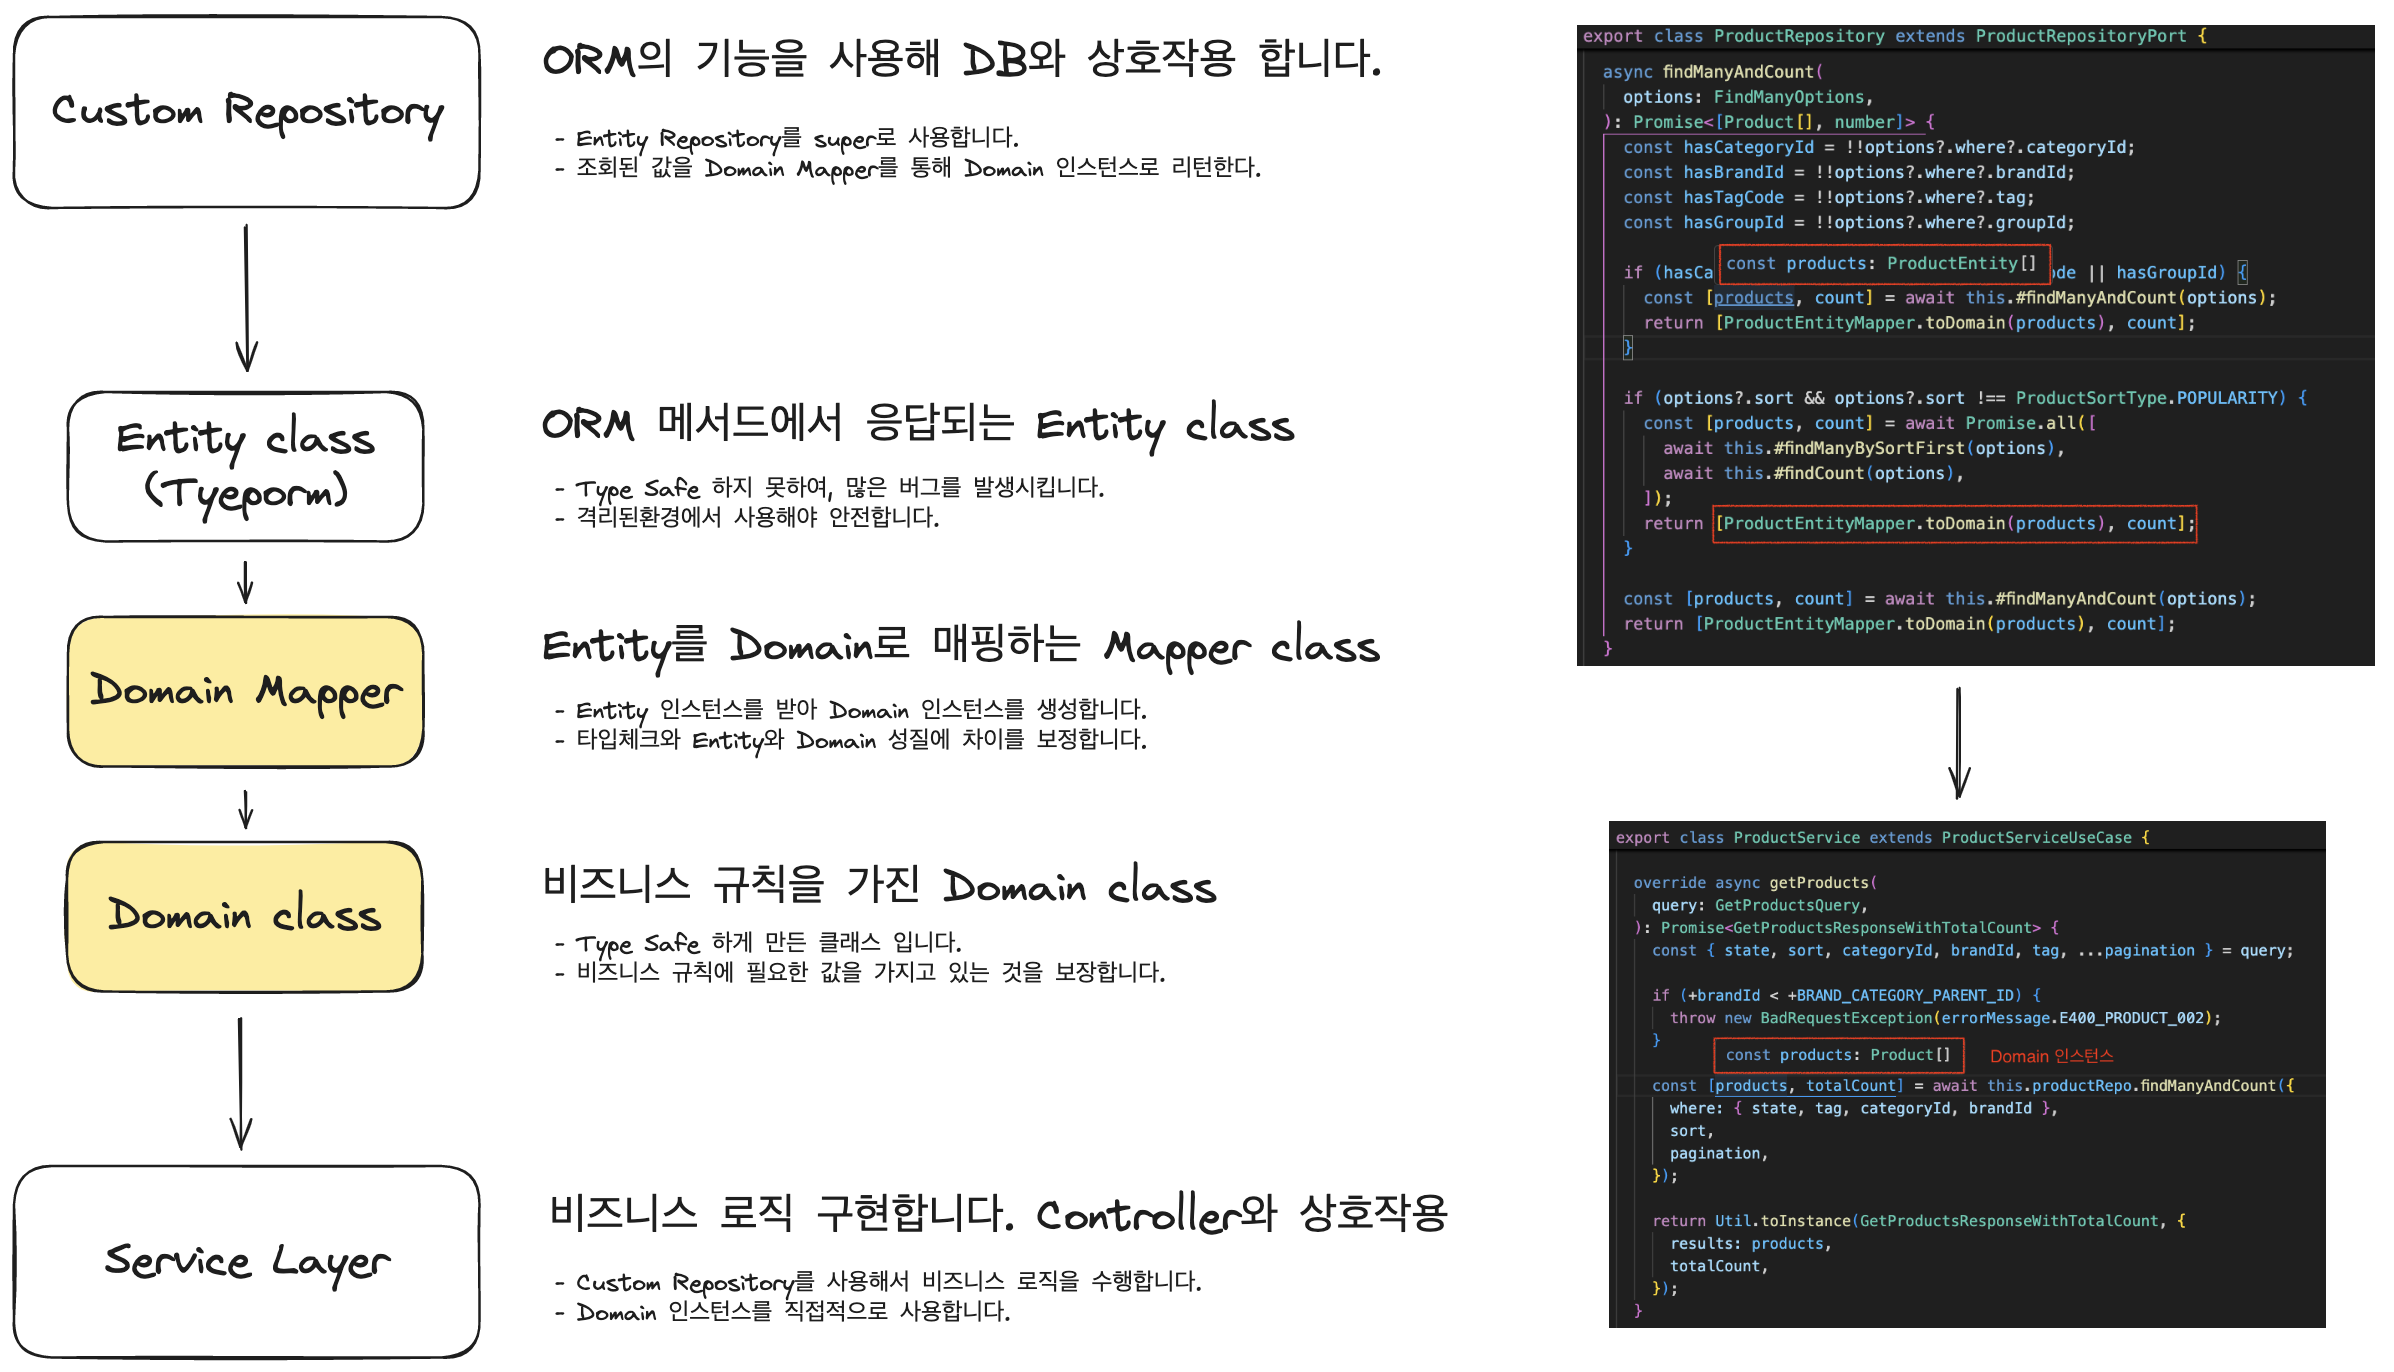 Custom Repository
ORM의 기능을 사용해 DB와 상호작용 합니다.
- Entity Repository를 super로 사용합니다.
- 조회된 값을 Domain Mapper를 통해 Domain 인스턴스로 리턴한다.
Entity class
(Tyeporm)
ORM 메서드에서 응답되는 Entity class
- Type Safe 하지 못하여, 많은 버그를 발생시킵니다.
- 격리된환경에서 사용해야 안전합니다.
Domain Mapper
Entity를 Domain로 매핑하는 Mapper class
- Entity 인스턴스를 받아 Domain 인스턴스를 생성합니다.
- 타입체크와 Entity와 Domain 성질에 차이를 보정합니다.
Domain class
비즈니스 규칙을 가진 Domain class
- Type Safe 하게 만든 클래스 입니다.
- 비즈니스 규칙에 필요한 값을 가지고 있는 것을 보장합니다.
Service Layer
비즈니스 로직 구현합니다. Controller와 상호작용
- Custom Repository를 사용해서 비즈니스 로직을 수행합니다.
- Domain 인스턴스를 직접적으로 사용합니다.
export class ProductRepository extends ProductRepositoryPort {
async findManyAndCount(
options: FindManyOptions,
): Promise<[Product[], number]> {
const hasCategoryId = !!options?.where?.categoryId;
const hasBrandId = !!options?.where?.brandId;
const hasTagCode = !!options?.where?.tag;
const hasGroupId = !!options?.where?.groupId;
const products: ProductEntity[]
if (hasCa ode || hasGroupId) {
const [products, count] = await this.#findManyAndCount(options);
return [ProductEntityMapper.toDomain(products), count];
}
if (options?.sort && options?.sort !== ProductSortType.POPULARITY) {
const [products, count] = await Promise.all([
await this.#findManyBySortFirst(options),
await this.#findCount(options),
]);
return [ProductEntityMapper.toDomain(products), count];
}
const [products, count] = await this.#findManyAndCount(options);
return [ProductEntityMapper.toDomain(products), count];
}
export class ProductService extends ProductServiceUseCase {
override async getProducts(
query: GetProductsQuery,
): Promise<GetProductsResponseWithTotalCount> {
const { state, sort, categoryId, brandId, tag, ...pagination } = query;
if (+brandId < +BRAND_CATEGORY_PARENT_ID) {
throw new BadRequestException(errorMessage.E400_PRODUCT_002);
}
const products: Product[]
Domain 인스턴스
const [products, totalCount] = await this.productRepo.findManyAndCount({
where: { state, tag, categoryId, brandId },
sort,
pagination,
});
return Util.toInstance(GetProductsResponseWithTotalCount, {
results: products,
totalCount,
});
}